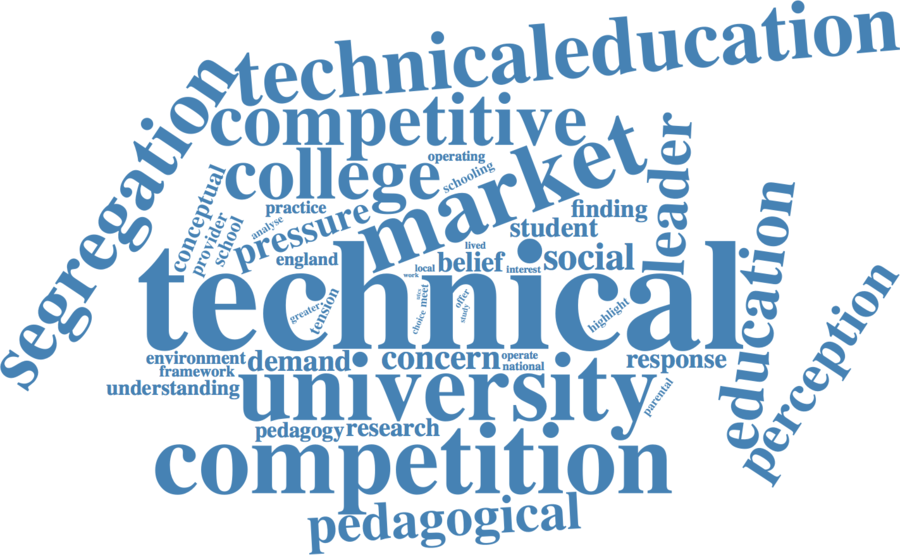 technicaleducation
segregation
competitive
market
leader
college
operating
schooling
conceptual
provider
school
practice
analyse
pressure
finding
student
education
england
lived
local
work
belief
interest
social
technical
perception
greater
tension
choice
meet
offer
study
highlight
environment
framework
understanding
demand
concern
operate
national
response
university
parental
pedagogy
research
competition
pedagogical